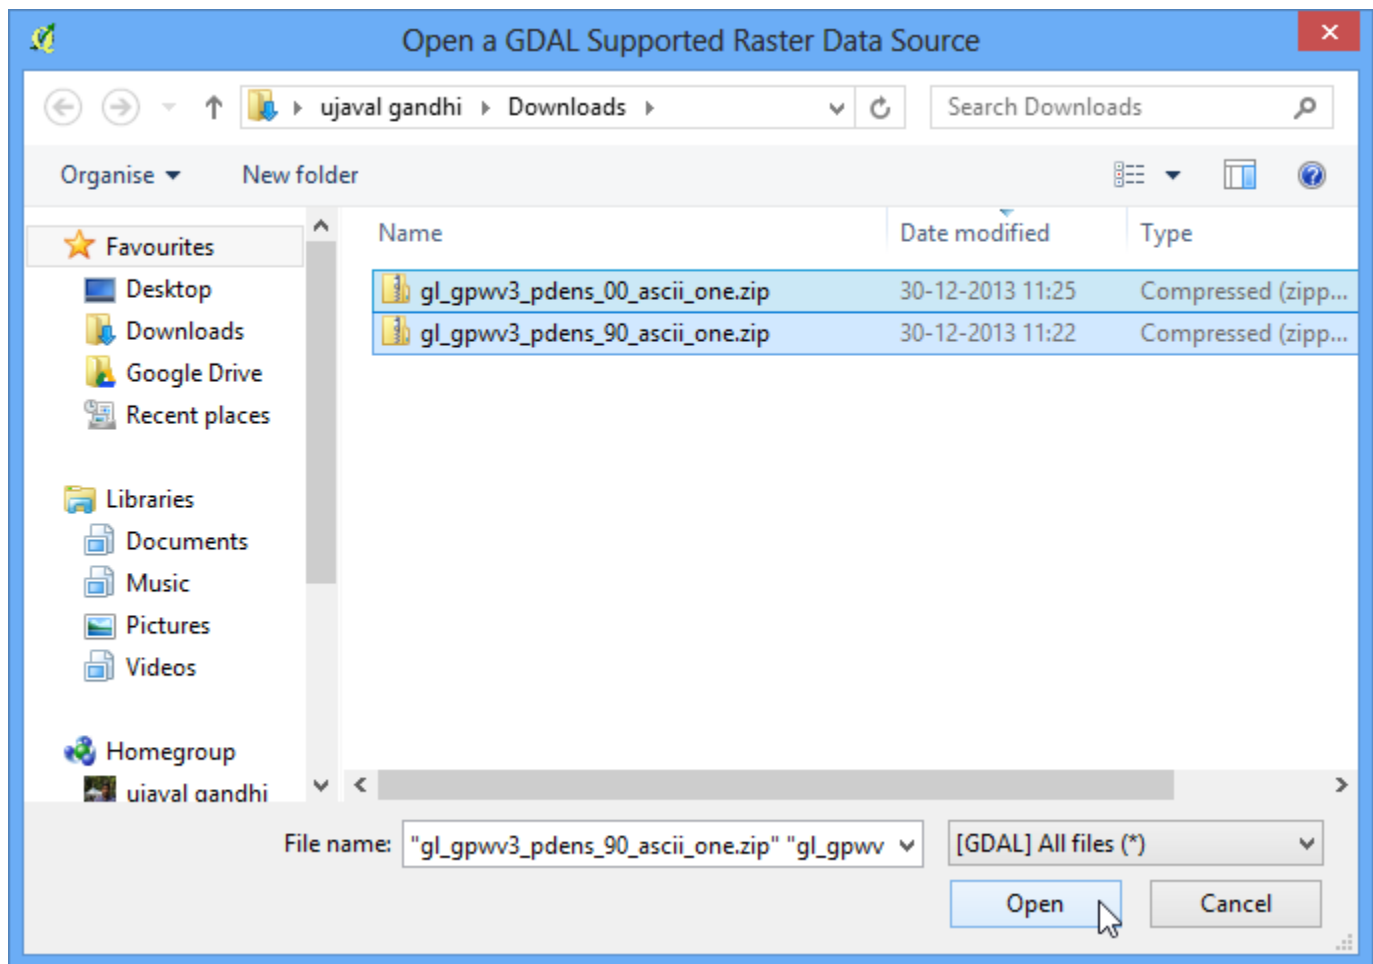 Open a GDAL Supported Raster Data Source
ujaval gandhi Downloads
Search Downloads
Organise New folder
Name Date modified Type
Favourites
Desktop
Downloads
Google Drive
Recent places
Libraries
Documents
Music
Pictures
Videos
Homegroup
ujaval gandhi
gl_gpwv3_pdens_00_ascii_one.zip 30-12-2013 11:25 Compressed (zipp...
gl_gpwv3_pdens_90_ascii_one.zip 30-12-2013 11:22 Compressed (zipp...
File name: "gl_gpwv3_pdens_90_ascii_one.zip" "gl_gpwv [GDAL] All files (*)
Open Cancel